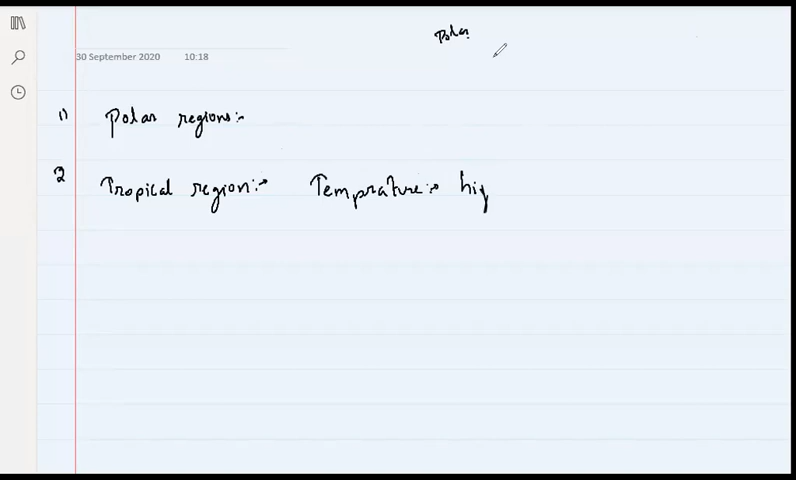 Polar
30 September 2020 10:18
1) Polar regions:-
2 Tropical region:- Temprature:- hig